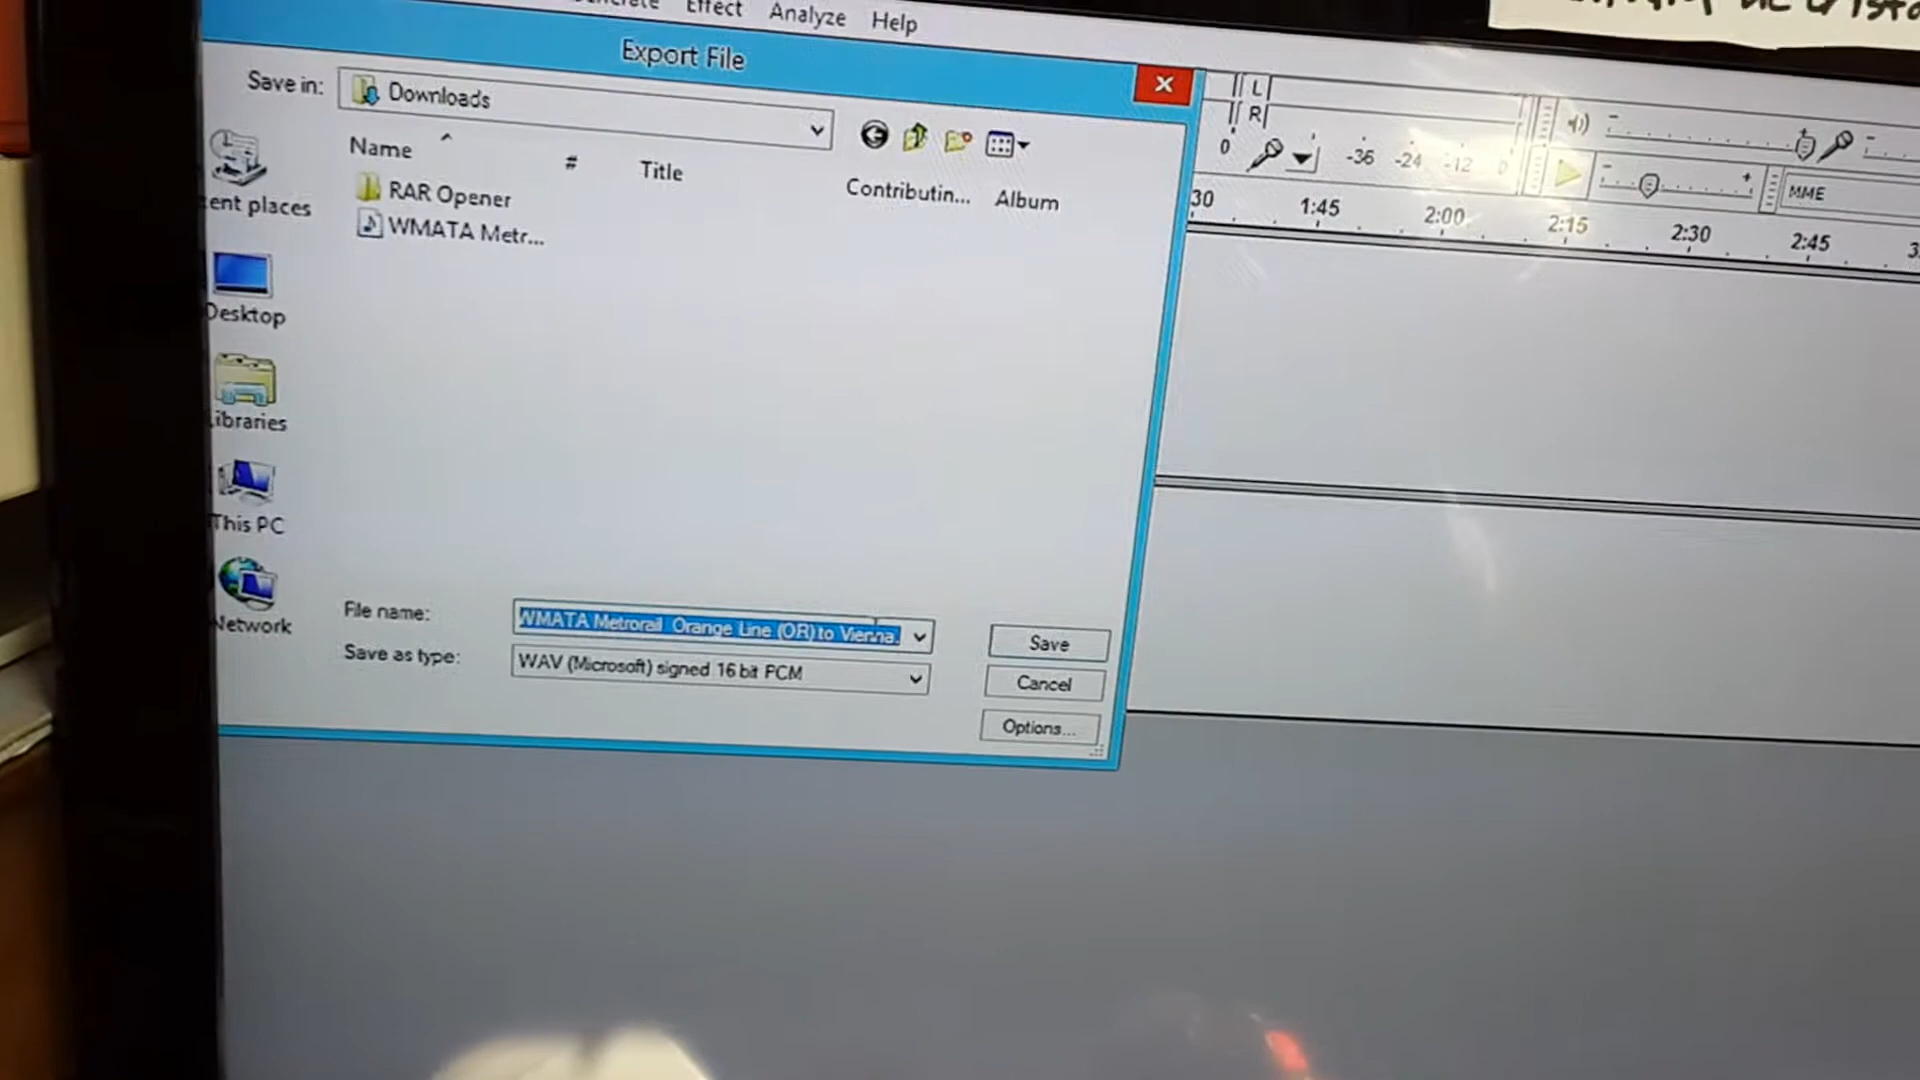 Effect Analyze Help
Export File
Save in: Downloads
L
R
0 -36 -24 -12 0
MME
30 1:45 2:00 2:15 2:30 2:45
Name # Title Contributin... Album
RAR Opener
WMATA Metr...
ent places
Desktop
Libraries
This PC
Network
File name: WMATA Metrorail Orange Line (OR) to Vienna.
Save as type: WAV (Microsoft) signed 16 bit PCM
Save
Cancel
Options...